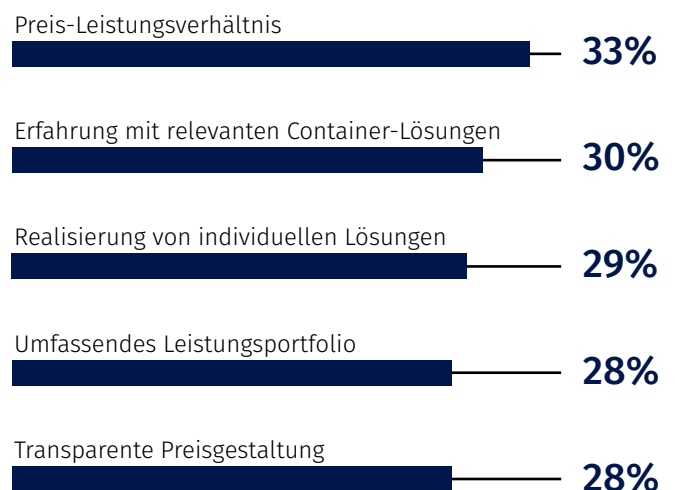 Preis-Leistungsverhältnis
33%
Erfahrung mit relevanten Container-Lösungen
30%
Realisierung von individuellen Lösungen
29%
Umfassendes Leistungsportfolio
28%
Transparente Preisgestaltung
28%